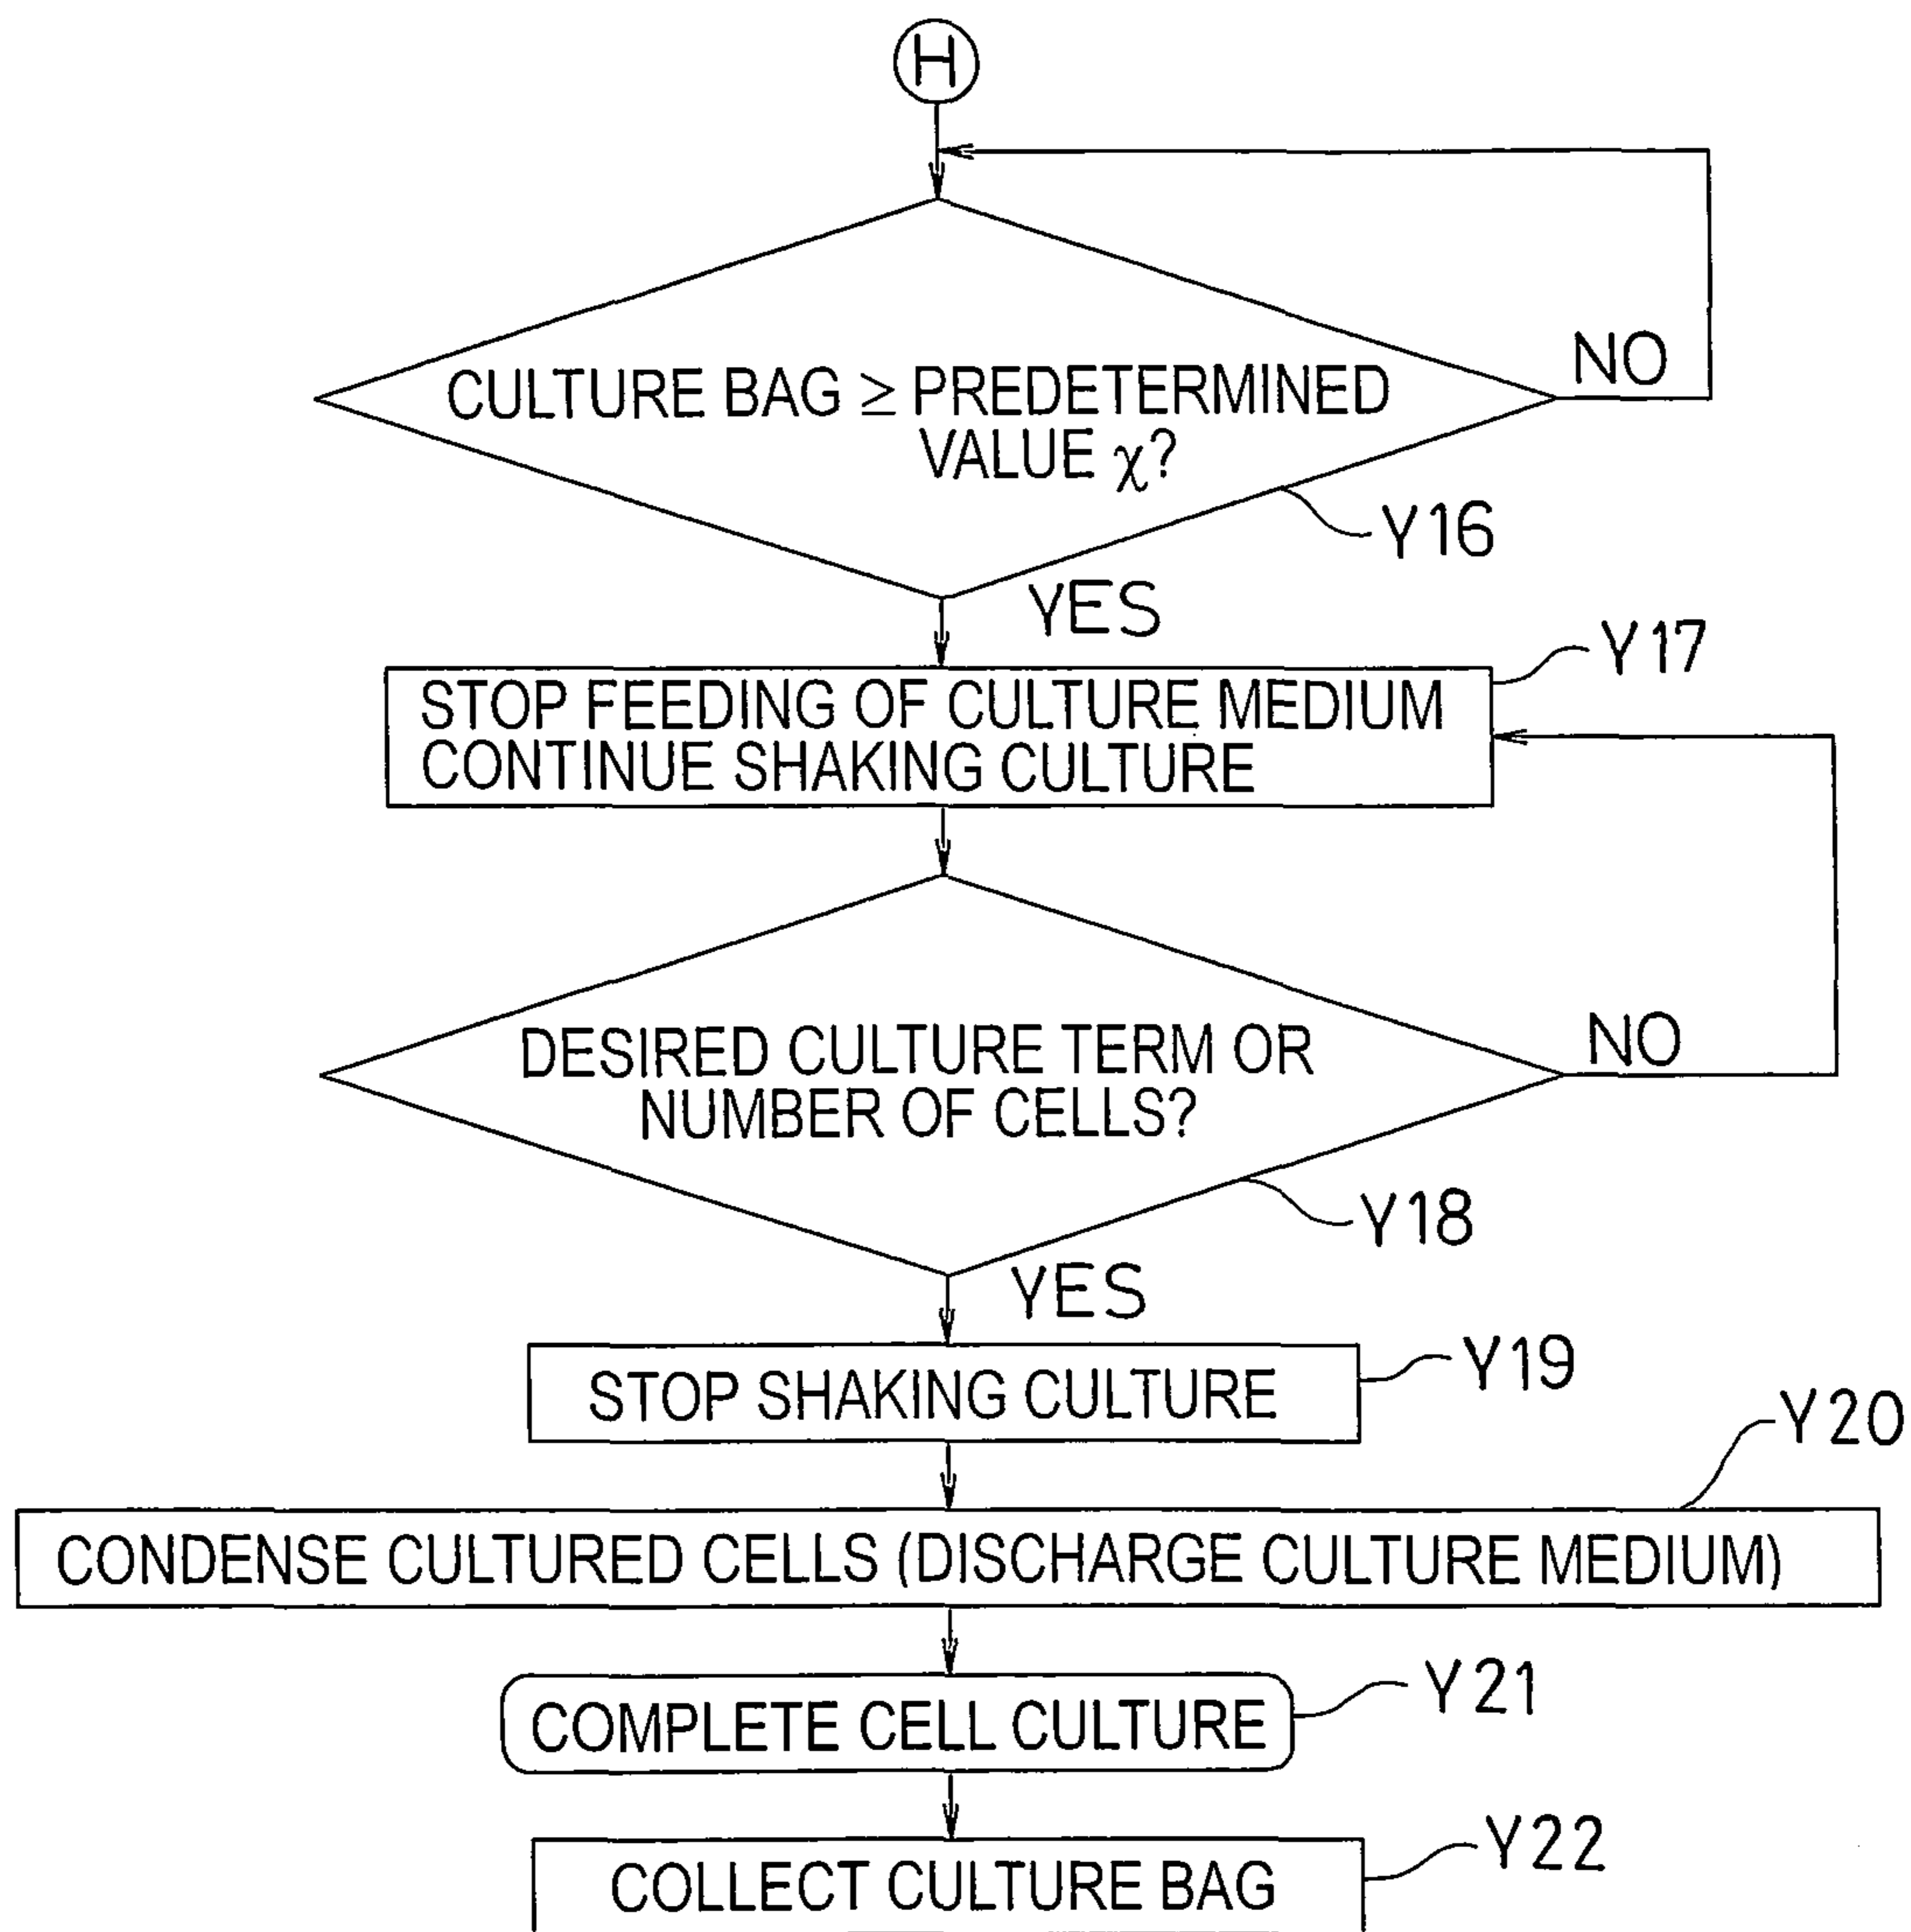 H
NO
CULTURE BAG ≥ PREDETERMINED
VALUE χ?
Y16
YES
Y17
STOP FEEDING OF CULTURE MEDIUM
CONTINUE SHAKING CULTURE
NO
DESIRED CULTURE TERM OR
NUMBER OF CELLS?
Y18
YES
Y19
STOP SHAKING CULTURE
Y20
CONDENSE CULTURED CELLS (DISCHARGE CULTURE MEDIUM)
Y21
COMPLETE CELL CULTURE
Y22
COLLECT CULTURE BAG